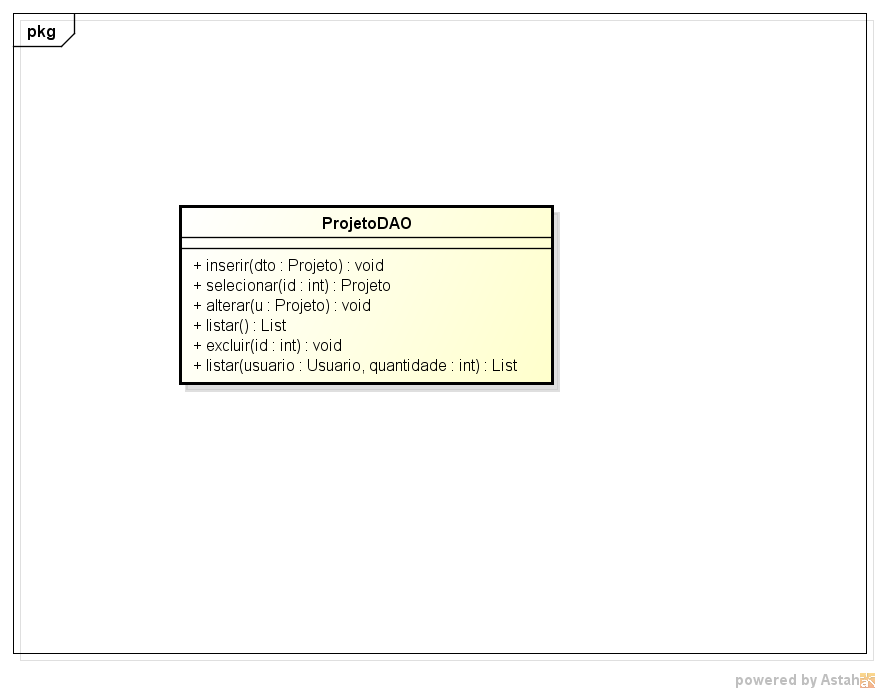 pkg
ProjetoDAO
+ inserir(dto : Projeto) : void
+ selecionar(id : int) : Projeto
+ alterar(u : Projeto) : void
+ listar() : List
+ excluir(id : int) : void
+ listar(usuario : Usuario, quantidade : int) : List
powered by Astah